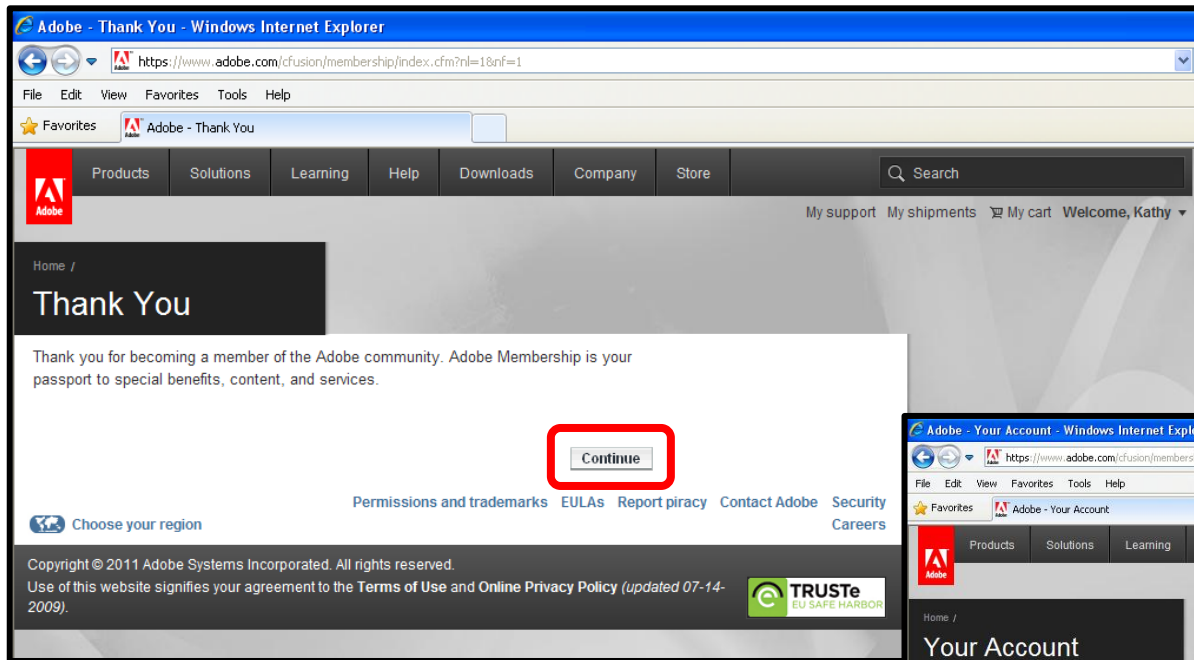 Adobe - Thank You - Windows Internet Explorer
https://www.adobe.com/cfusion/membership/index.cfm?nl=1&nf=1
File Edit View Favorites Tools Help
Favorites Adobe - Thank You
Products Solutions Learning Help Downloads Company Store Search
Adobe
My support My shipments My cart Welcome, Kathy
Home /
Thank You
Thank you for becoming a member of the Adobe community. Adobe Membership is your
passport to special benefits, content, and services.
Continue
Permissions and trademarks EULAs Report piracy Contact Adobe Security
Choose your region Careers
Copyright © 2011 Adobe Systems Incorporated. All rights reserved.
Use of this website signifies your agreement to the Terms of Use and Online Privacy Policy (updated 07-14-
2009).
TRUSTe
EU SAFE HARBOR
Adobe - Your Account - Windows Internet Explo
https://www.adobe.com/cfusion/members
File Edit View Favorites Tools Help
Favorites Adobe - Your Account
Products Solutions Learning
Adobe
Home /
Your Account